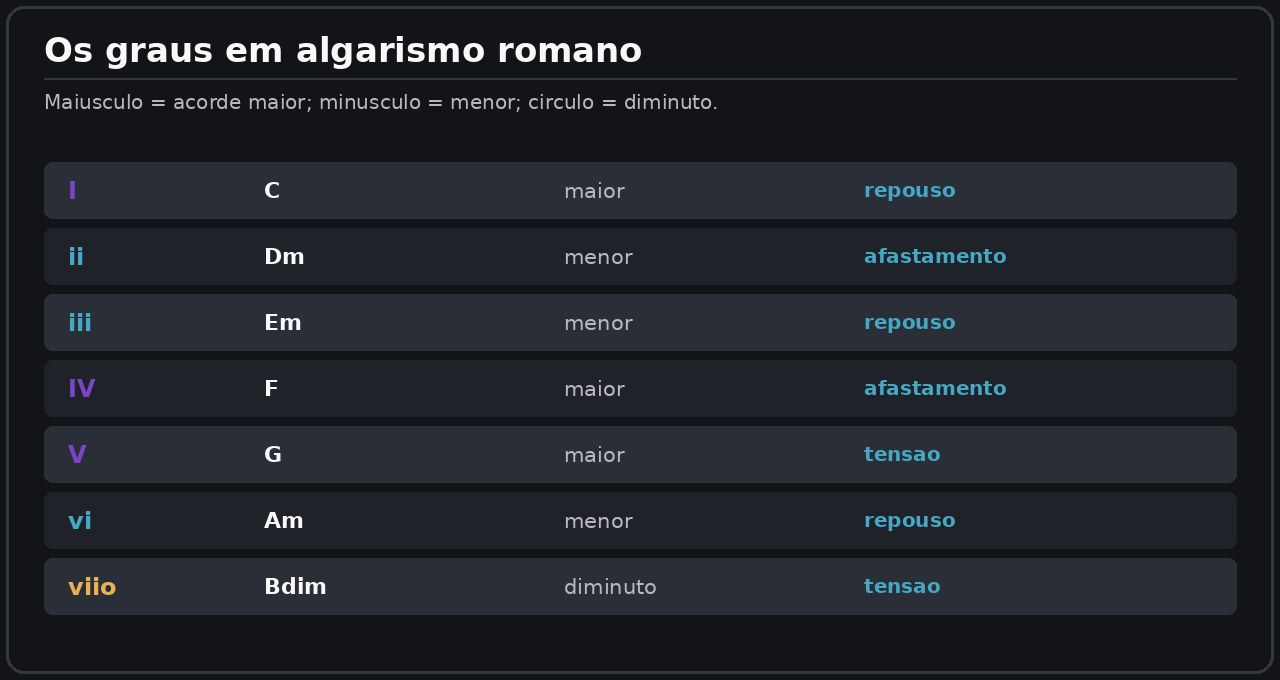 Os graus em algarismo romano
Maiusculo = acorde maior; minusculo = menor; circulo = diminuto.
I C maior repouso
ii Dm menor afastamento
iii Em menor repouso
IV F maior afastamento
V G maior tensao
vi Am menor repouso
viio Bdim diminuto tensao